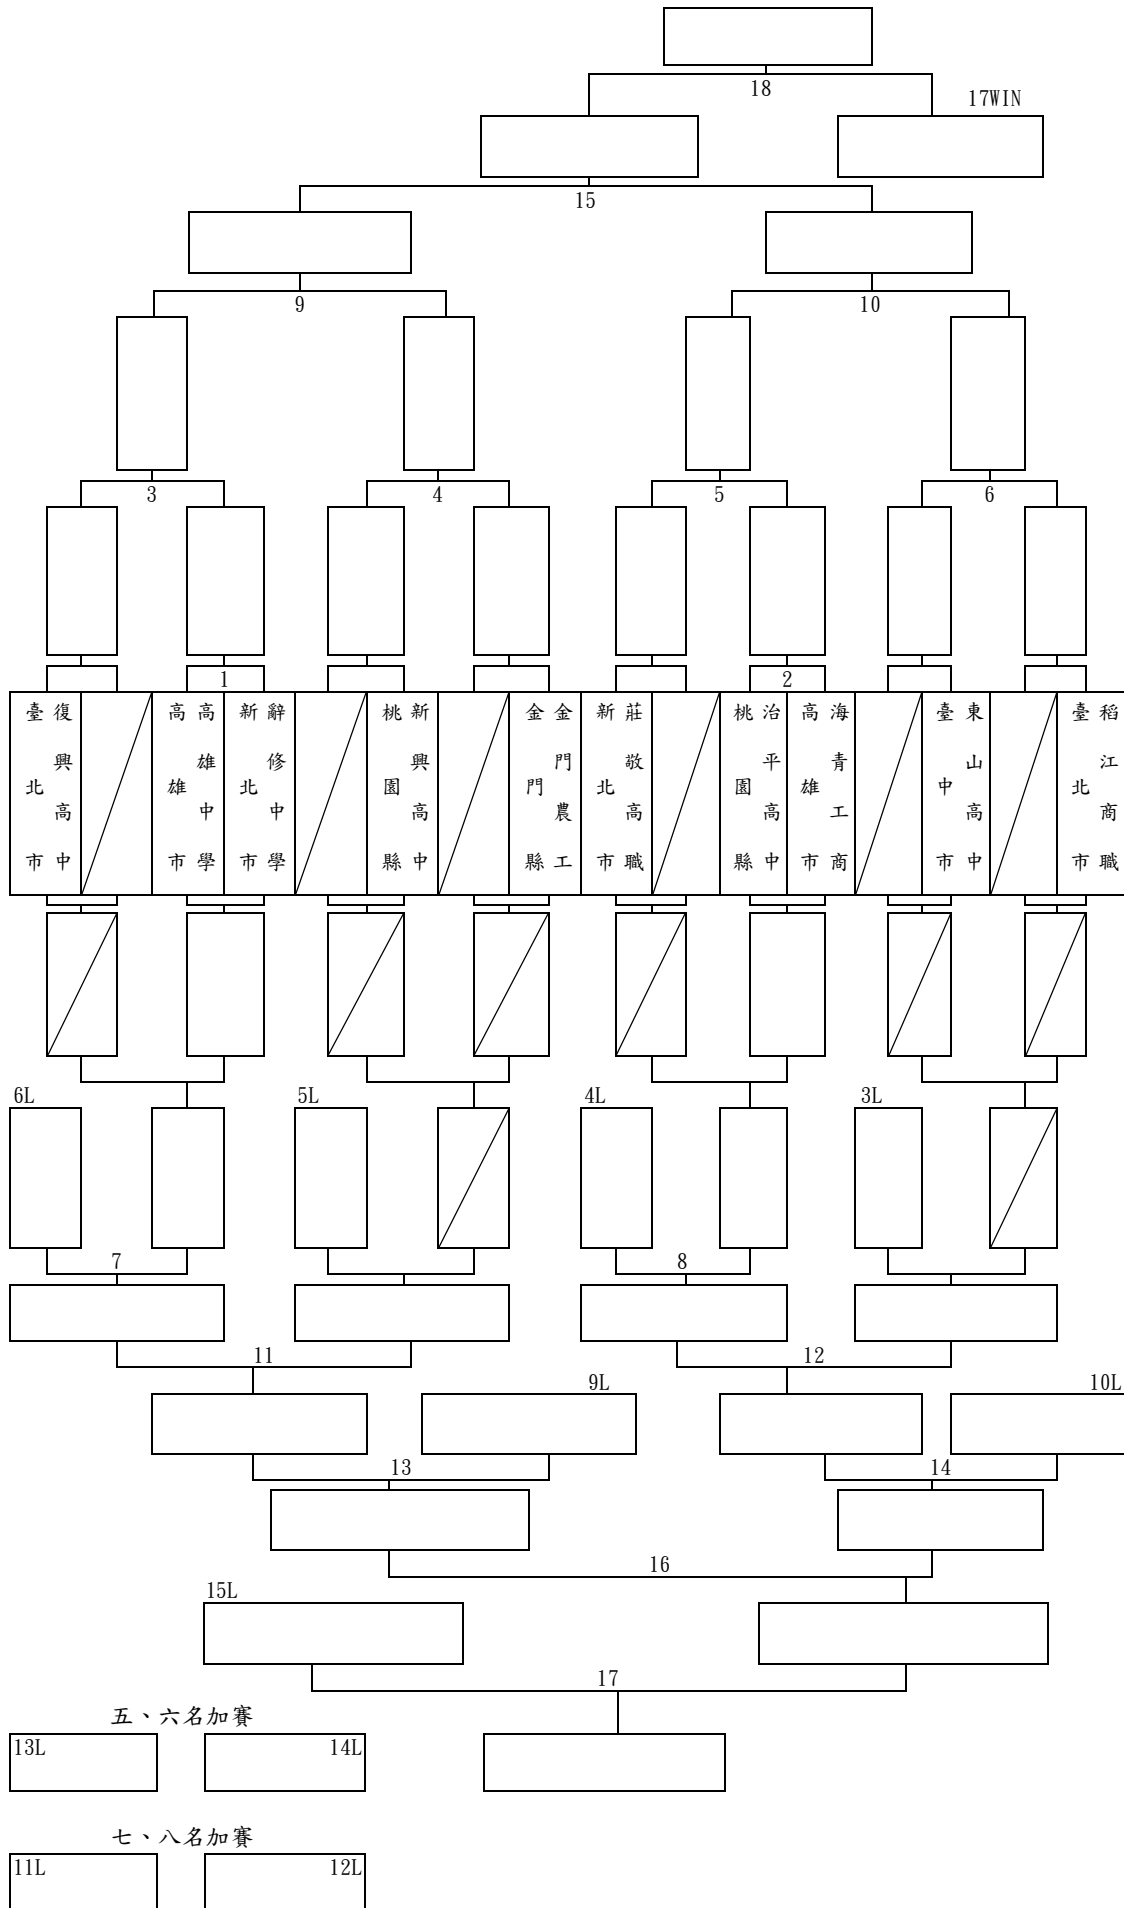 18
17WIN
15
9
10
3
4
5
6
1
2
臺北市
復興高中
高雄市
高雄中學
新北市
辭修中學
桃園縣
新興高中
金門縣
金門農工
新北市
莊敬高職
桃園縣
治平高中
高雄市
海青工商
臺中市
東山高中
臺北市
稻江商職
6L
5L
4L
3L
7
8
11
12
9L
10L
13
14
16
15L
17
五、六名加賽
13L
14L
七、八名加賽
11L
12L